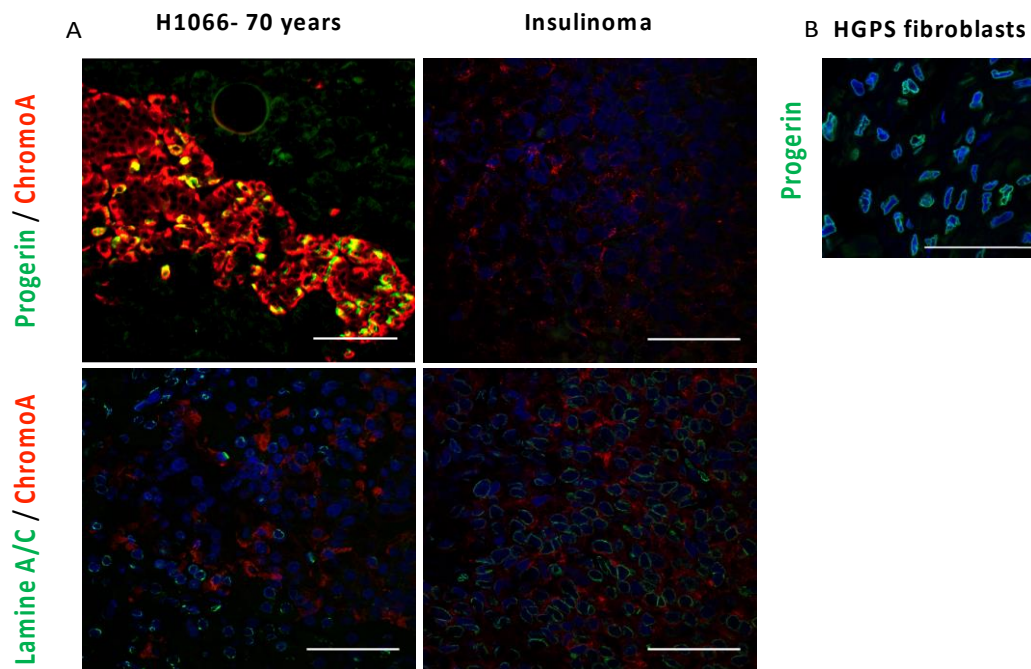 A
H1066- 70 years
Insulinoma
B HGPS fibroblasts
Progerin / ChromoA
Progerin
Lamine A/C / ChromoA